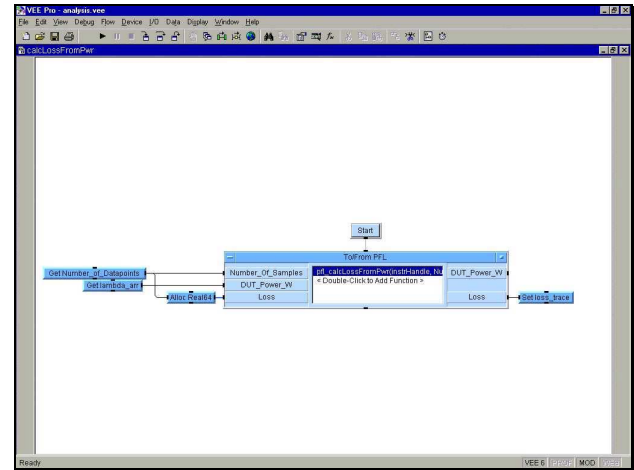 VEE Pro - analysis.vee
File Edit View Debug Flow Device I/O Data Display Window Help
calcLossFromPwr
Start
To/From PFL
Get Number_of_Datapoints
Number_Of_Samples
pfl_calcLossFromPwr(instrHandle, Nu
DUT_Power_W
Get lambda_arr
DUT_Power_W
< Double-Click to Add Function >
Alloc Real64
Loss
Loss
Set loss_trace
Ready
VEE 6
PROF
MOD
WEB